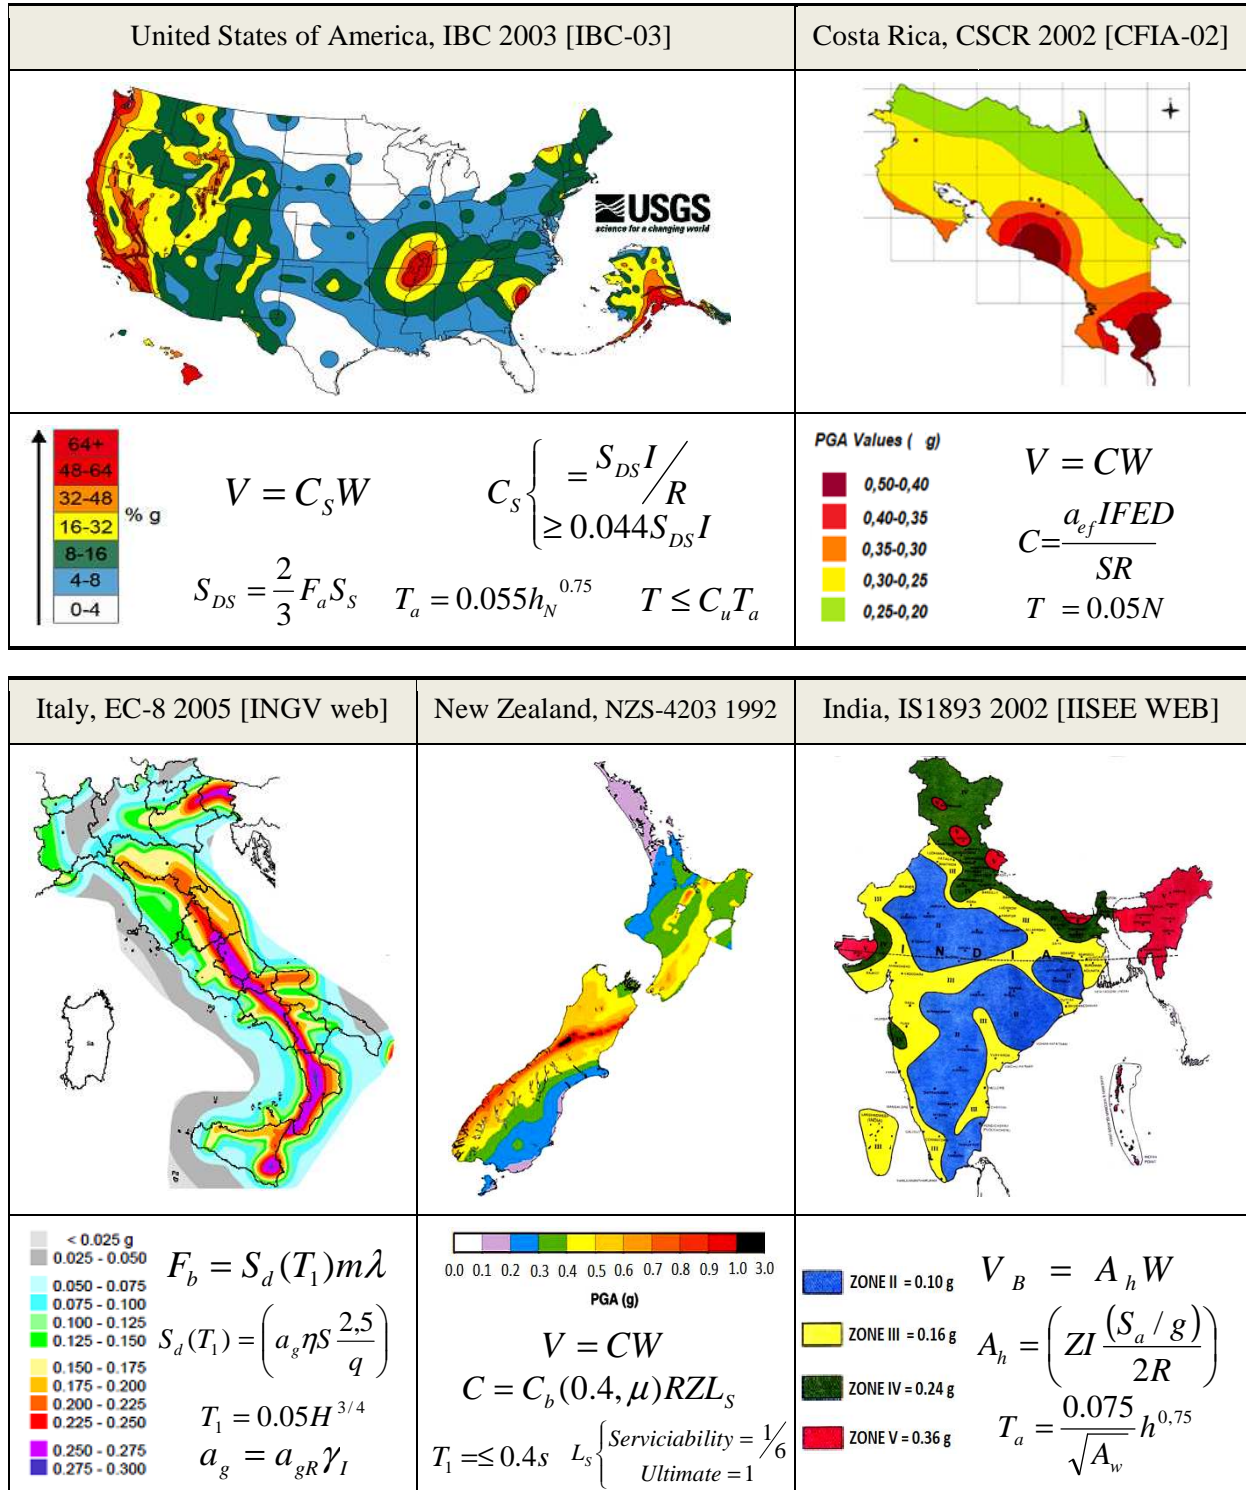 United States of America, IBC 2003 [IBC-03]
Costa Rica, CSCR 2002 [CFIA-02]
USGS
science for a changing world
64+
48-64
32-48
16-32
8-16
4-8
0-4
% g
V = C_S W
C_S { = S_DS I / R
≥ 0.044 S_DS I
S_DS = 2/3 F_a S_S
T_a = 0.055 h_N^0.75
T ≤ C_u T_a
PGA Values ( g)
0,50-0,40
0,40-0,35
0,35-0,30
0,30-0,25
0,25-0,20
V = CW
C = a_ef IFED / SR
T = 0.05N
Italy, EC-8 2005 [INGV web]
New Zealand, NZS-4203 1992
India, IS1893 2002 [IISEE WEB]
III
II
I N D I A
III
II
III
II
III
< 0.025 g
0.025 - 0.050
0.050 - 0.075
0.075 - 0.100
0.100 - 0.125
0.125 - 0.150
0.150 - 0.175
0.175 - 0.200
0.200 - 0.225
0.225 - 0.250
0.250 - 0.275
0.275 - 0.300
F_b = S_d(T_1)mλ
S_d(T_1) = (a_g ηS 2,5/q)
T_1 = 0.05H^3/4
a_g = a_gR γ_I
0.0 0.1 0.2 0.3 0.4 0.5 0.6 0.7 0.9 1.0 3.0
PGA (g)
V = CW
C = C_b(0.4, μ)RZL_S
T_1 =≤ 0.4s
L_S { Serviciability = 1/6
Ultimate = 1
ZONE II = 0.10 g
ZONE III = 0.16 g
ZONE IV = 0.24 g
ZONE V = 0.36 g
V_B = A_h W
A_h = (ZI (S_a / g) / 2R)
T_a = 0.075 / √A_w h^0,75